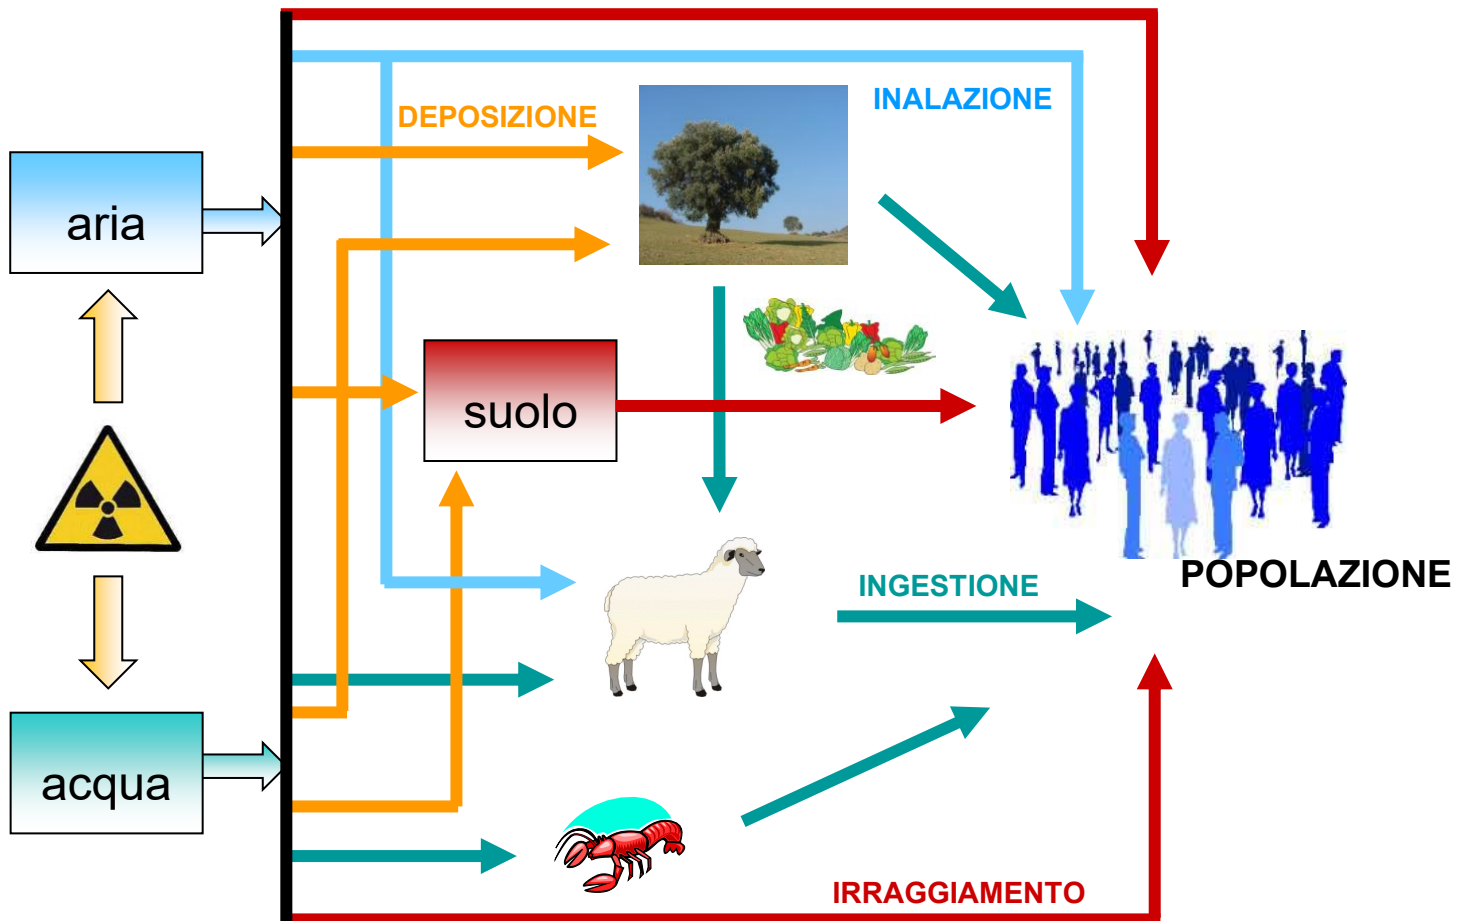 DEPOSIZIONE
INALAZIONE
aria
suolo
POPOLAZIONE
INGESTIONE
acqua
IRRAGGIAMENTO